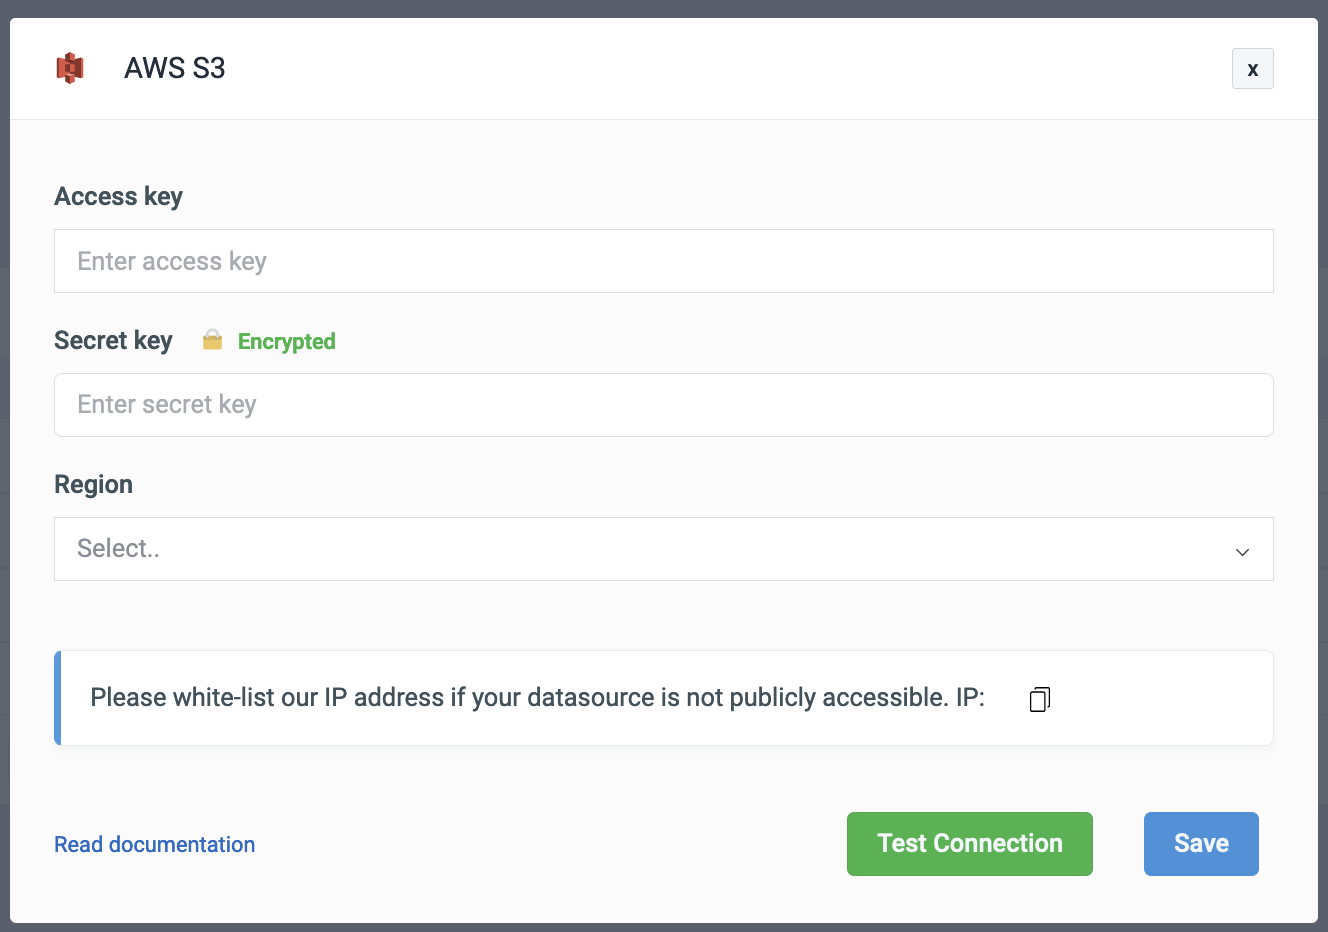 AWS S3
x
Access key
Enter access key
Secret key Encrypted
Enter secret key
Region
Select..
Please white-list our IP address if your datasource is not publicly accessible. IP:
Read documentation
Test Connection
Save